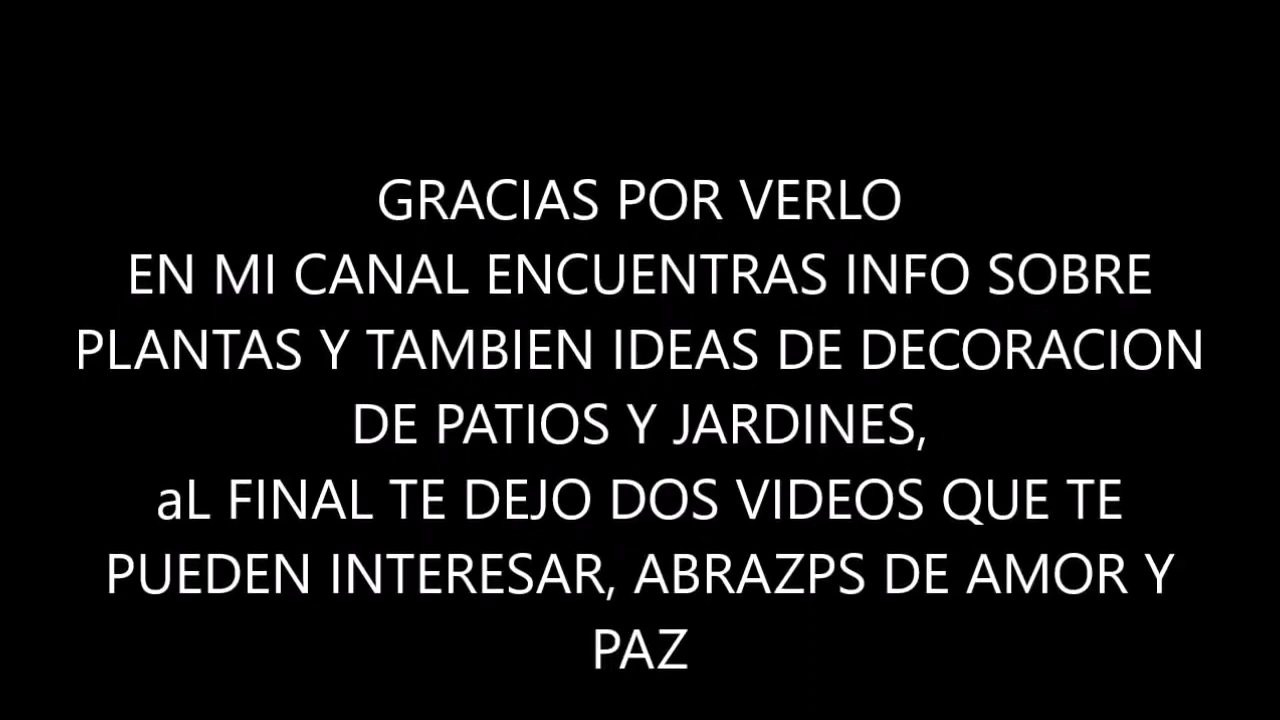 GRACIAS POR VERLO
EN MI CANAL ENCUENTRAS INFO SOBRE
PLANTAS Y TAMBIEN IDEAS DE DECORACION
DE PATIOS Y JARDINES,
aL FINAL TE DEJO DOS VIDEOS QUE TE
PUEDEN INTERESAR, ABRAZPS DE AMOR Y
PAZ